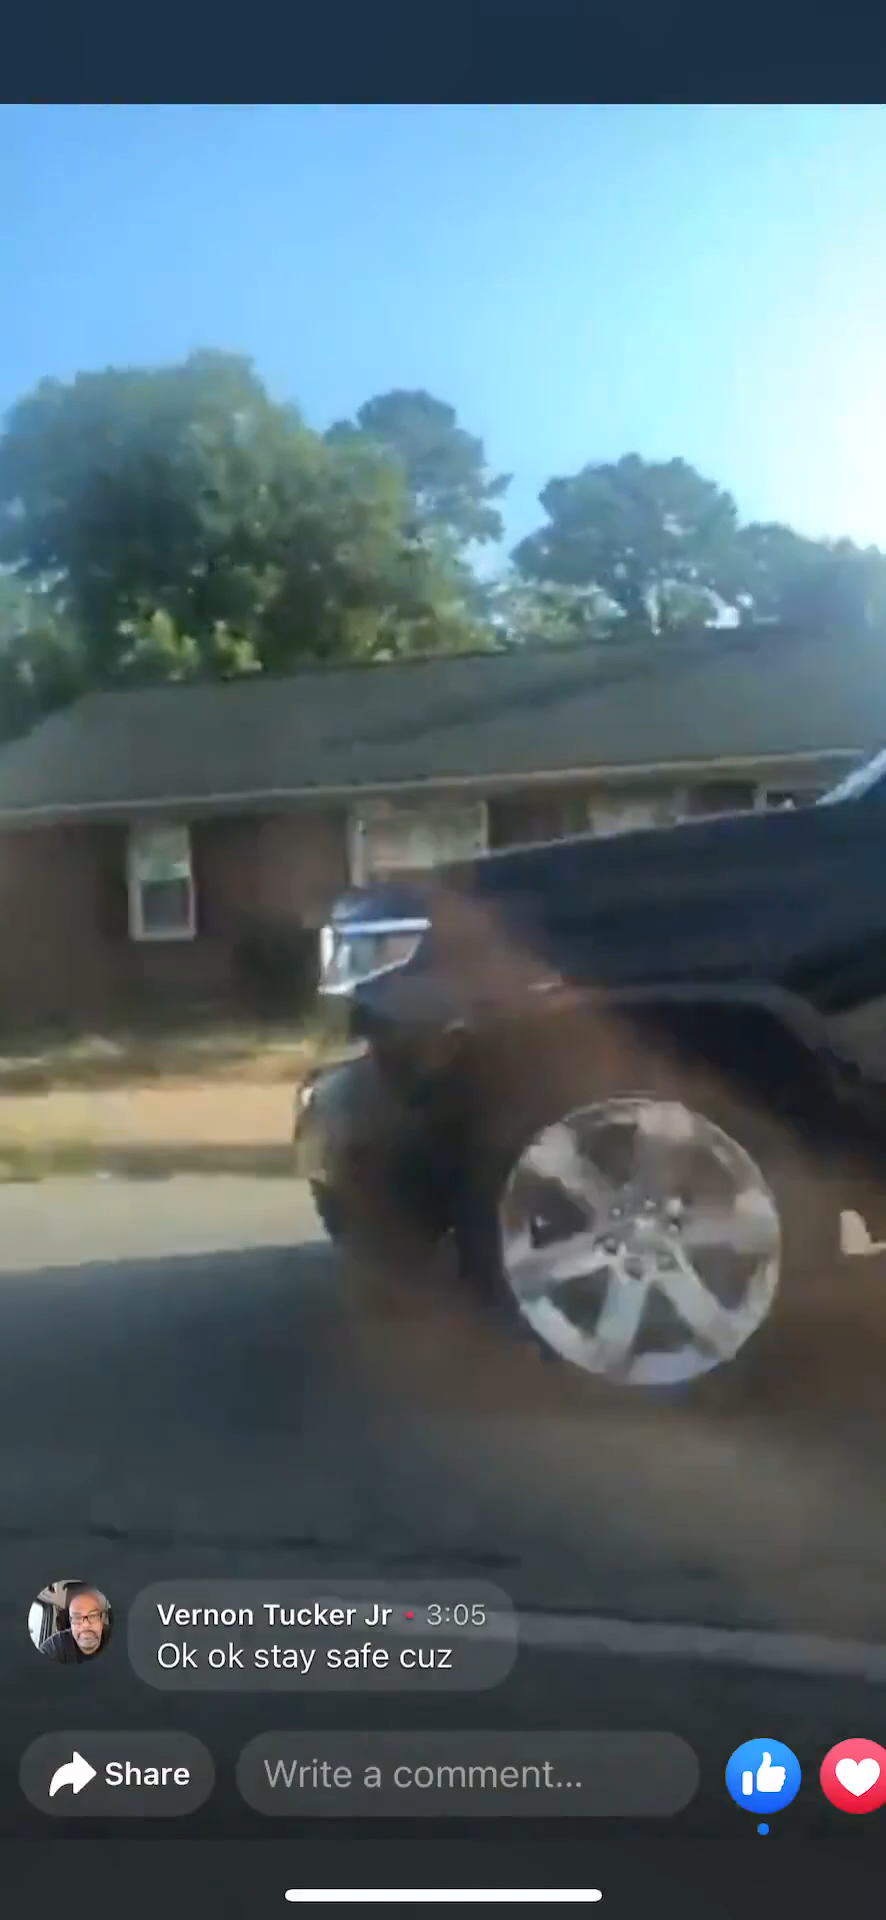 Vernon Tucker Jr • 3:05
Ok ok stay safe cuz
Share
Write a comment...